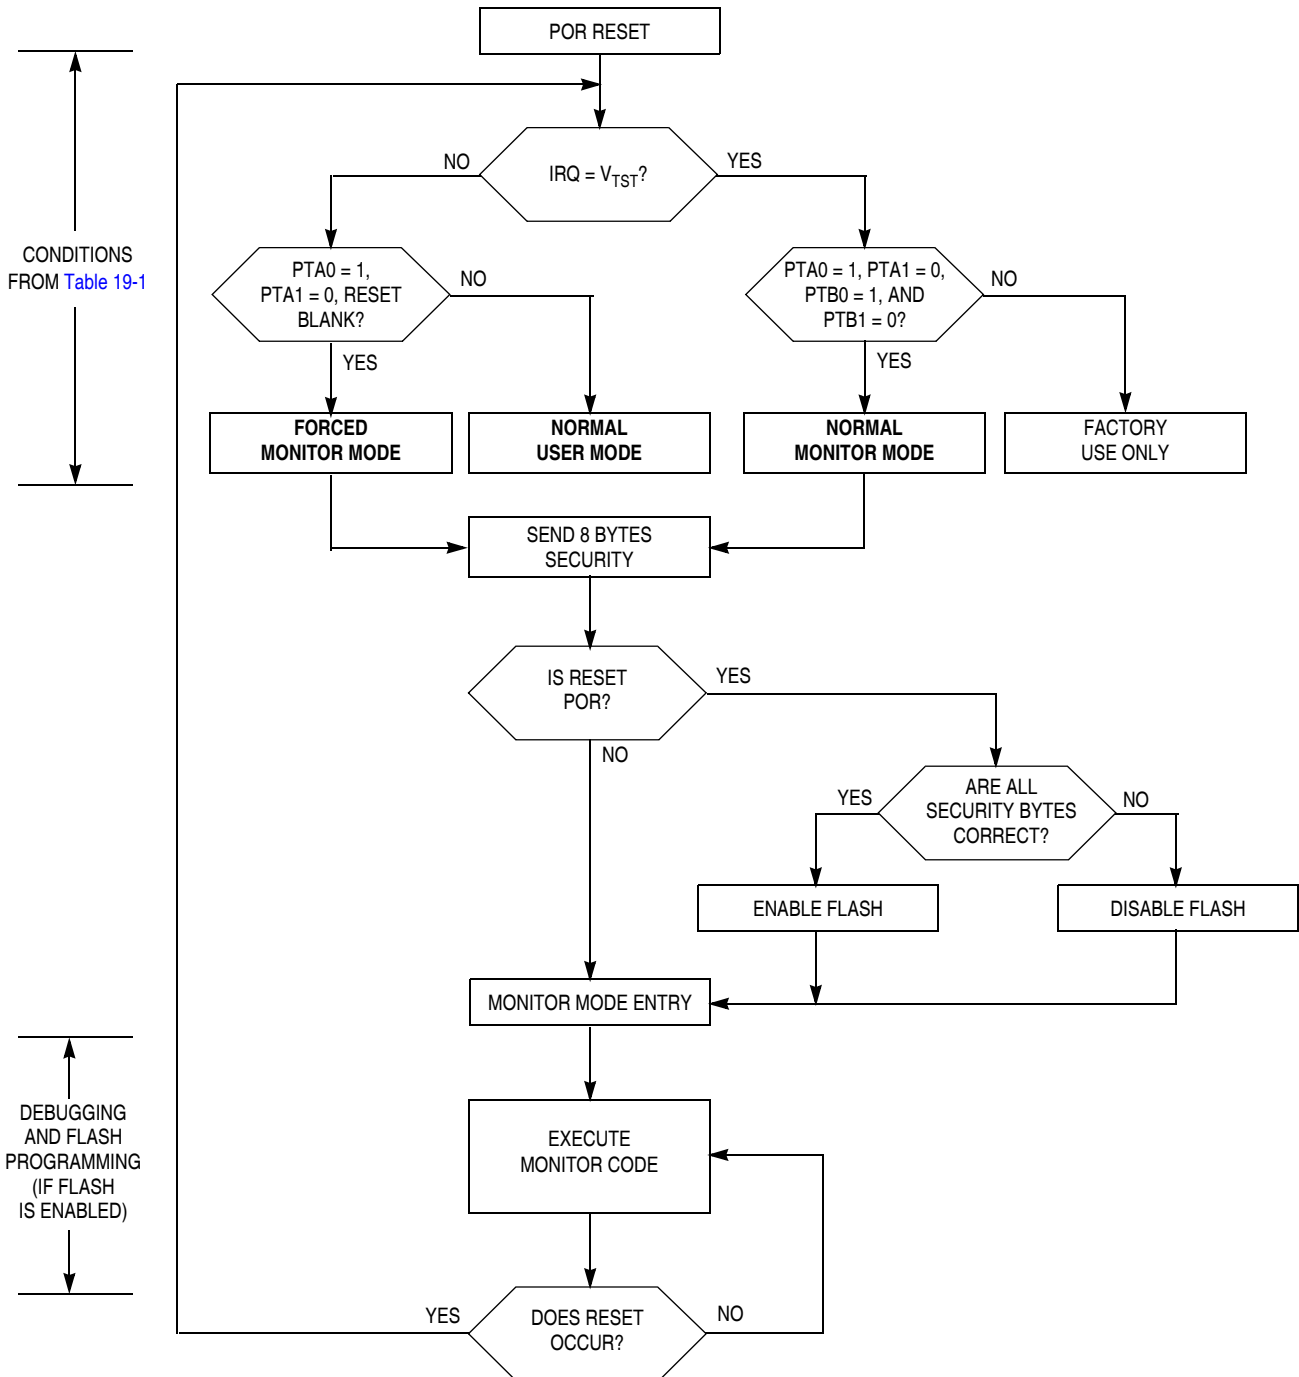 POR RESET
NO
IRQ = VTST?
YES
CONDITIONS
FROM Table 19-1
PTA0 = 1,
PTA1 = 0, RESET
BLANK?
NO
YES
PTA0 = 1, PTA1 = 0,
PTB0 = 1, AND
PTB1 = 0?
NO
YES
FORCED
MONITOR MODE
NORMAL
USER MODE
NORMAL
MONITOR MODE
FACTORY
USE ONLY
SEND 8 BYTES
SECURITY
IS RESET
POR?
YES
NO
ARE ALL
SECURITY BYTES
CORRECT?
YES
NO
ENABLE FLASH
DISABLE FLASH
MONITOR MODE ENTRY
DEBUGGING
AND FLASH
PROGRAMMING
(IF FLASH
IS ENABLED)
EXECUTE
MONITOR CODE
YES
DOES RESET
OCCUR?
NO